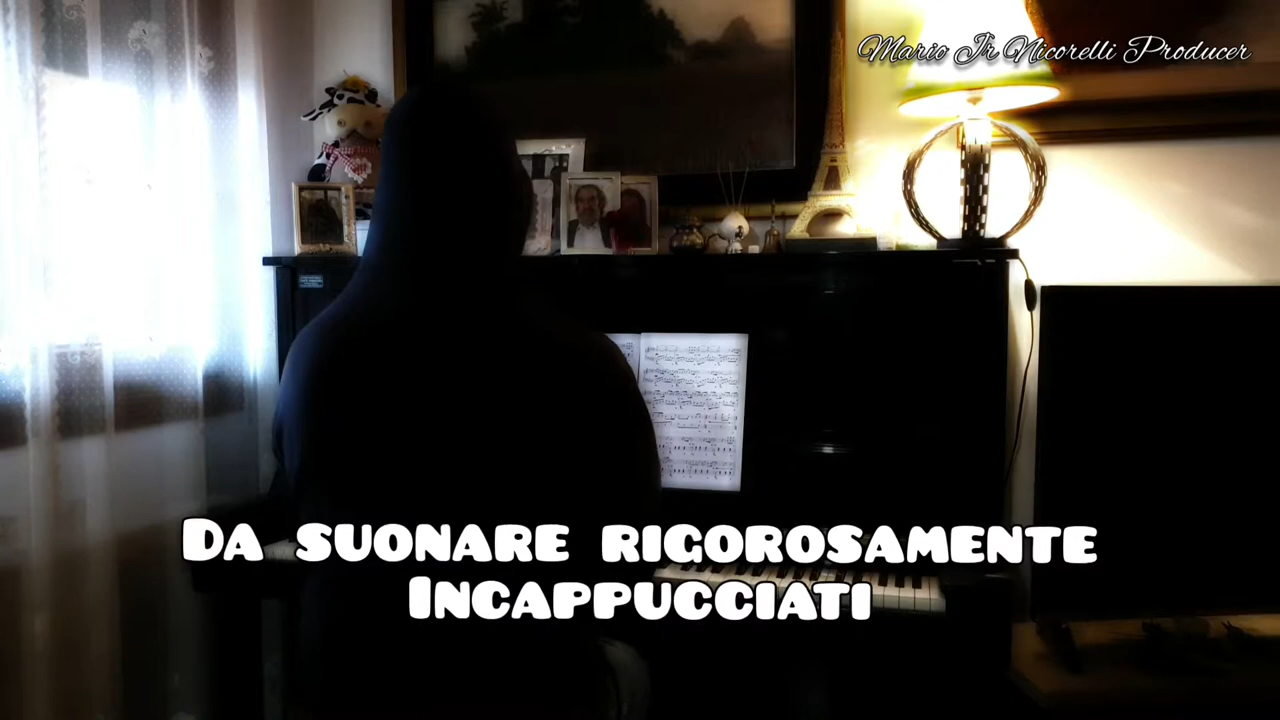 Mario Jr Nicorelli Producer
Da suonare rigorosamente
Incappucciati